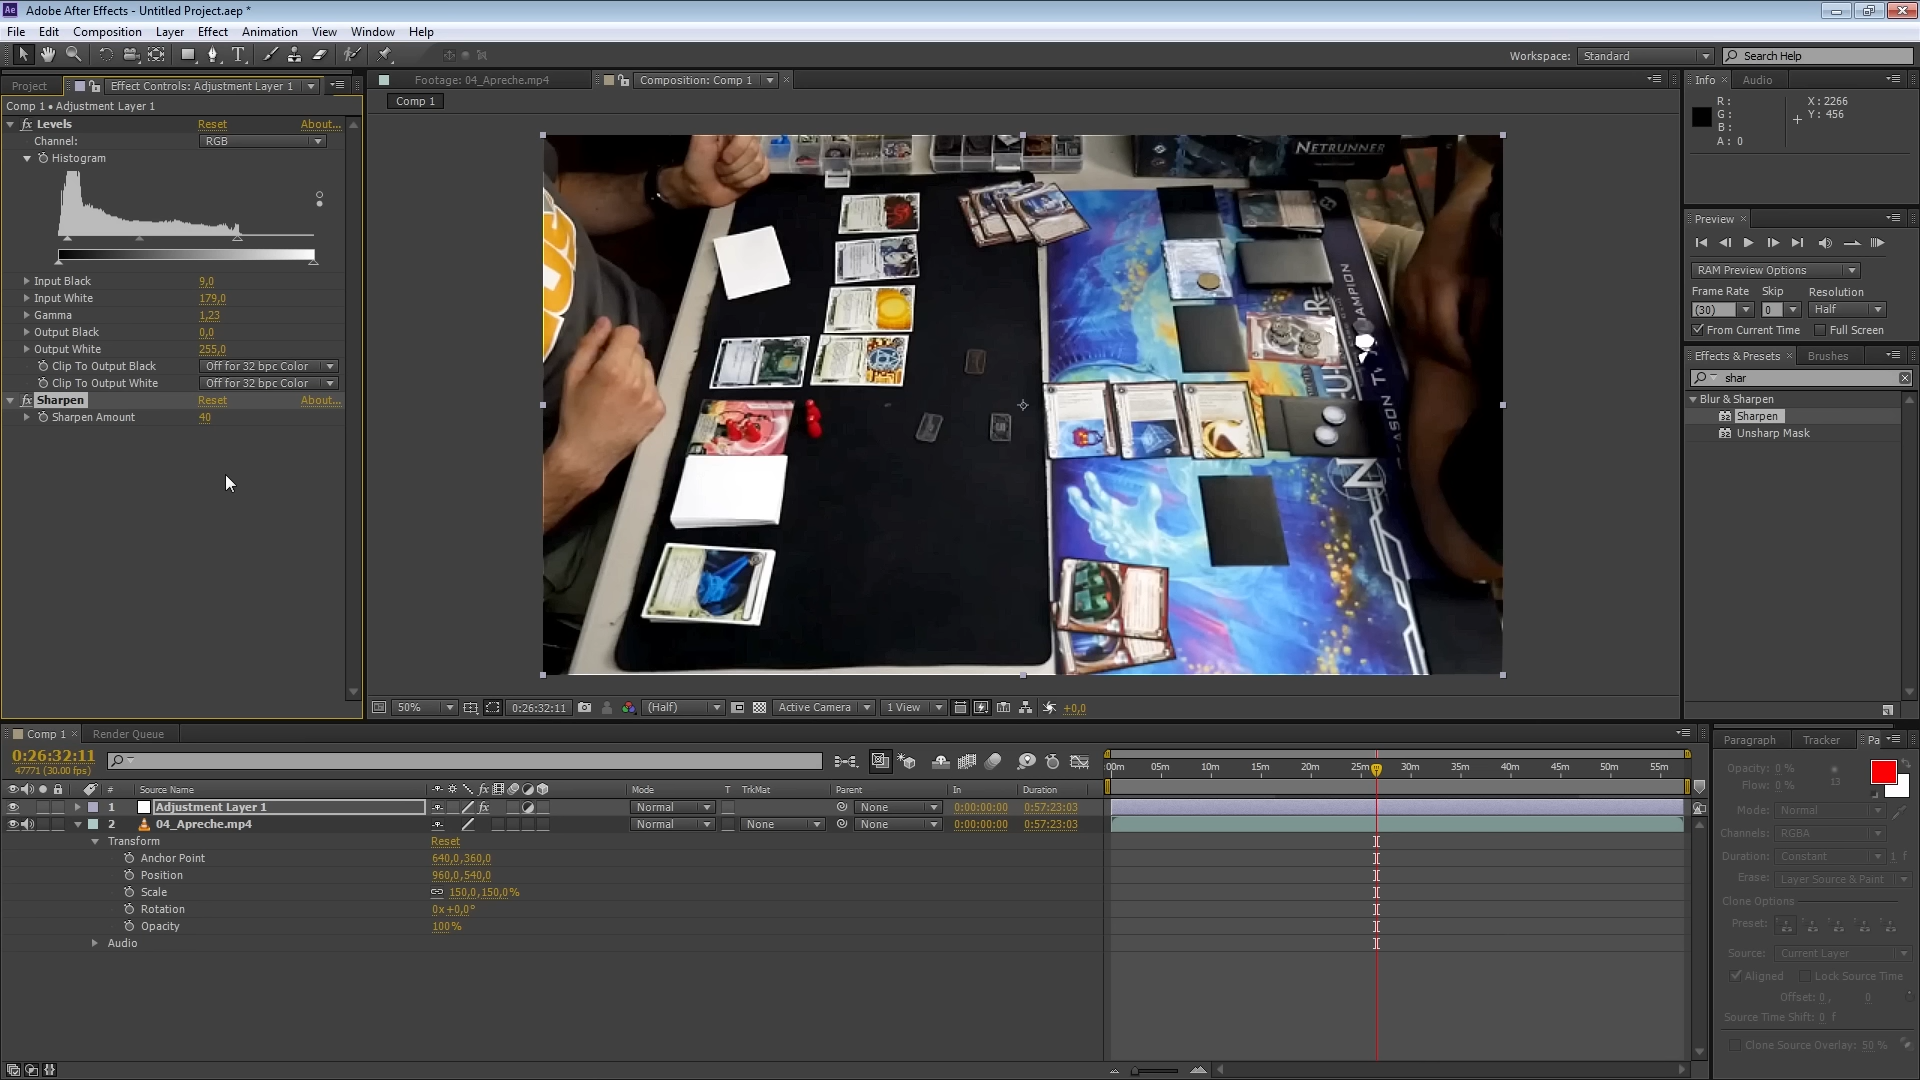 Adobe After Effects - Untitled Project.aep *
File Edit Composition Layer Effect Animation View Window Help
Workspace: Standard Search Help
Project Effect Controls: Adjustment Layer 1
Footage: 04_Apreche.mp4 Composition: Comp 1
Info Audio
Comp 1 • Adjustment Layer 1
Comp 1
fx Levels Reset About...
Channel: RGB
Histogram
Input Black 9,0
Input White 179,0
Gamma 1,23
Output Black 0,0
Output White 255,0
Clip To Output Black Off for 32 bpc Color
Clip To Output White Off for 32 bpc Color
fx Sharpen Reset About...
Sharpen Amount 40
NETRUNNER
R: X: 2266
G: Y: 456
B:
A: 0
Preview
RAM Preview Options
Frame Rate Skip Resolution
(30) 0 Half
From Current Time Full Screen
Effects & Presets Brushes
shar
Blur & Sharpen
Sharpen
Unsharp Mask
50% 0:26:32:11 (Half) Active Camera 1 View +0,0
Comp 1 Render Queue
0:26:32:11
47771 (30.00 fps)
# Source Name Mode T TrkMat Parent In Duration
1 Adjustment Layer 1 fx Normal None 0:00:00:00 0:57:23:03
2 04_Apreche.mp4 Normal None None 0:00:00:00 0:57:23:03
Transform Reset
Anchor Point 640,0,360,0
Position 960,0,540,0
Scale 150,0,150,0%
Rotation 0x+0,0°
Opacity 100%
Audio
:00m 05m 10m 15m 20m 25m 30m 35m 40m 45m 50m 55m
Paragraph Tracker Pa
Opacity: 0 %
Flow: 0 % 13
Mode: Normal
Channels: RGBA
Duration: Constant 1 f
Erase: Layer Source & Paint
Clone Options
Preset:
Source: Current Layer
Aligned Lock Source Time
Offset: 0, 0
Source Time Shift: 0 f
Clone Source Overlay: 50 %